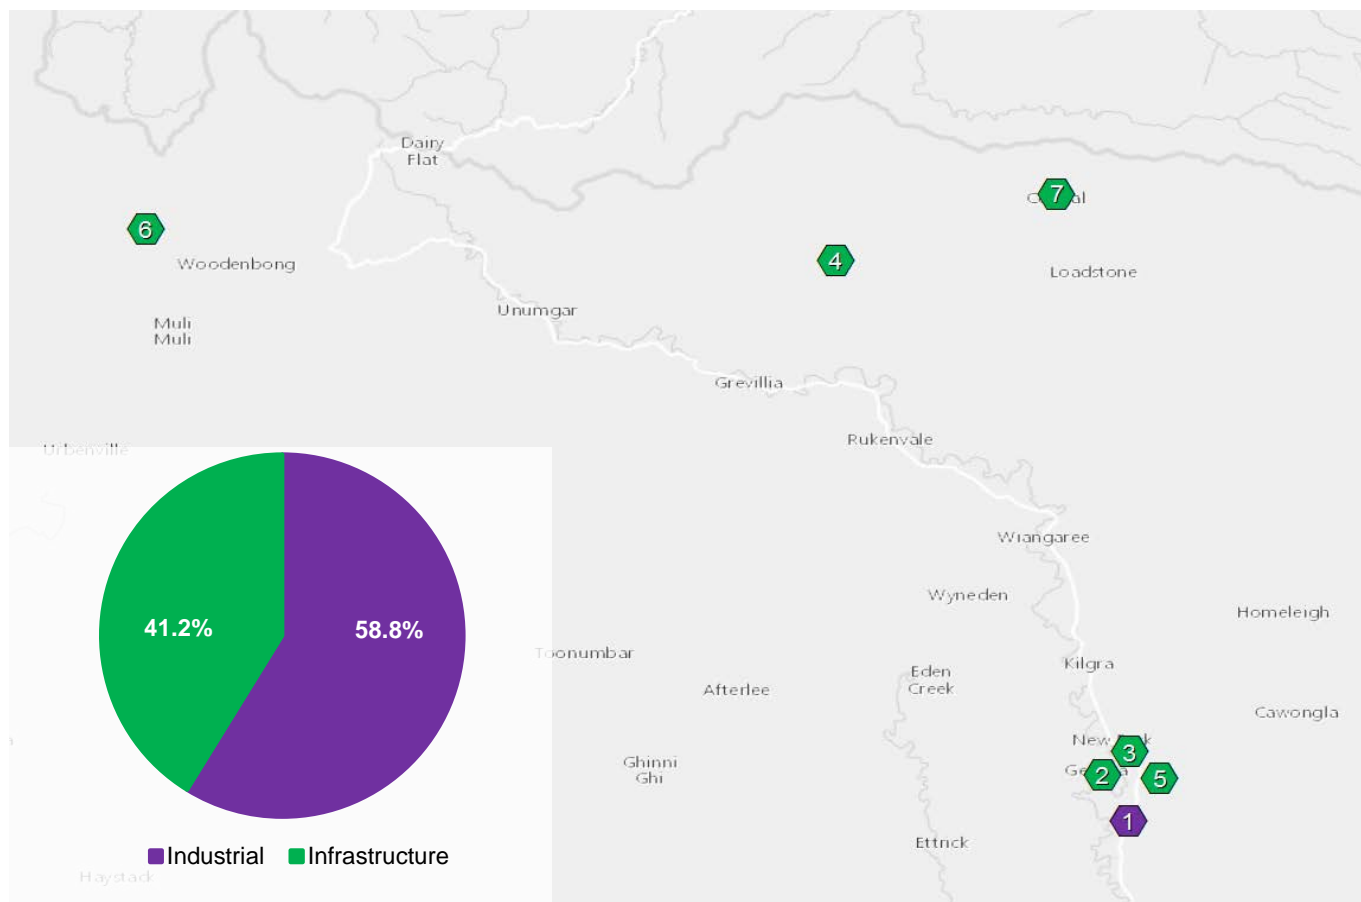 Dairy
Flat
7
6
4
Woodenbong
Loadstone
Unumgar
Muli
Muli
Grevillia
Rukenvale
Urbenville
Wiangaree
Wyneden
Homeleigh
41.2%
58.8%
Toonumbar
Kilgra
Eden
Creek
Afterlee
Cawongla
New
3
Ghinni
Ghi
2
5
1
Ettrick
Industrial
Infrastructure
Haystack